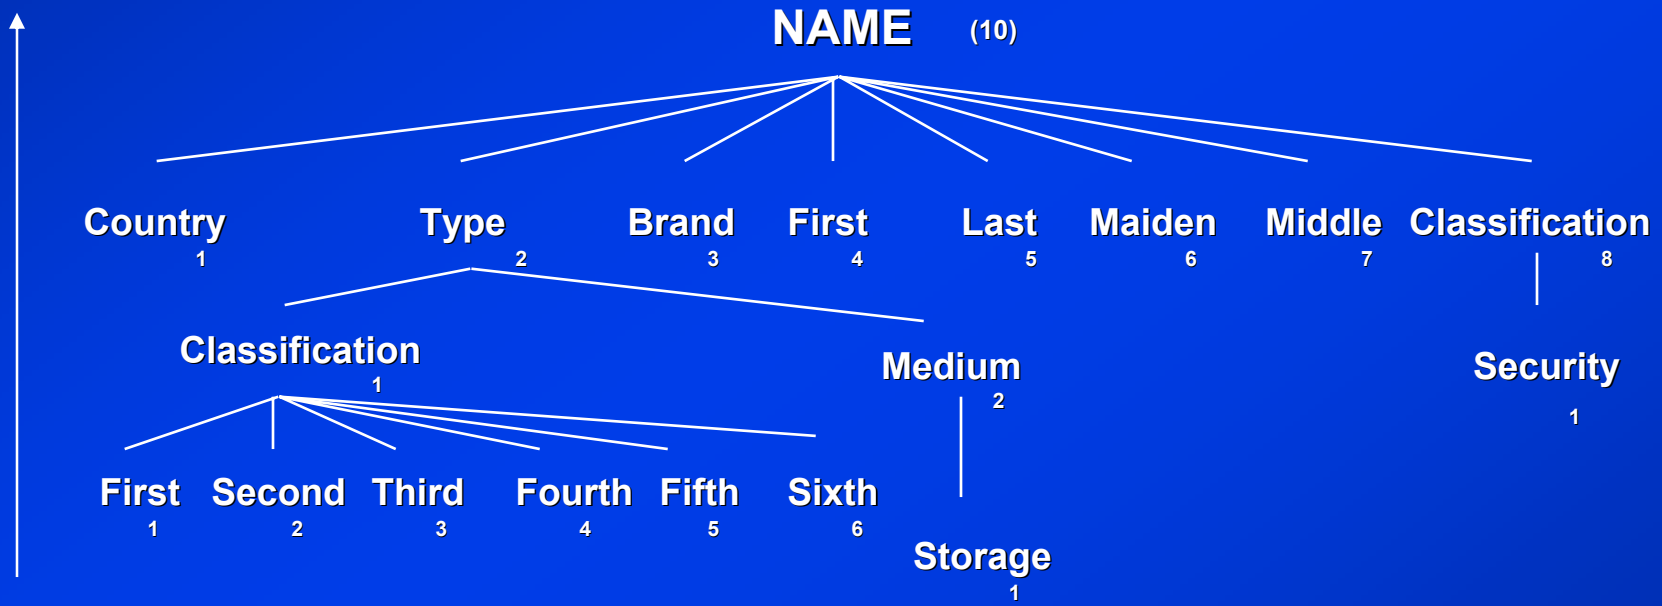 NAME (10)
Country Type Brand First Last Maiden Middle Classification
1 2 3 4 5 6 7 8
Classification Medium Security
1 2 1
First Second Third Fourth Fifth Sixth
1 2 3 4 5 6
Storage
1